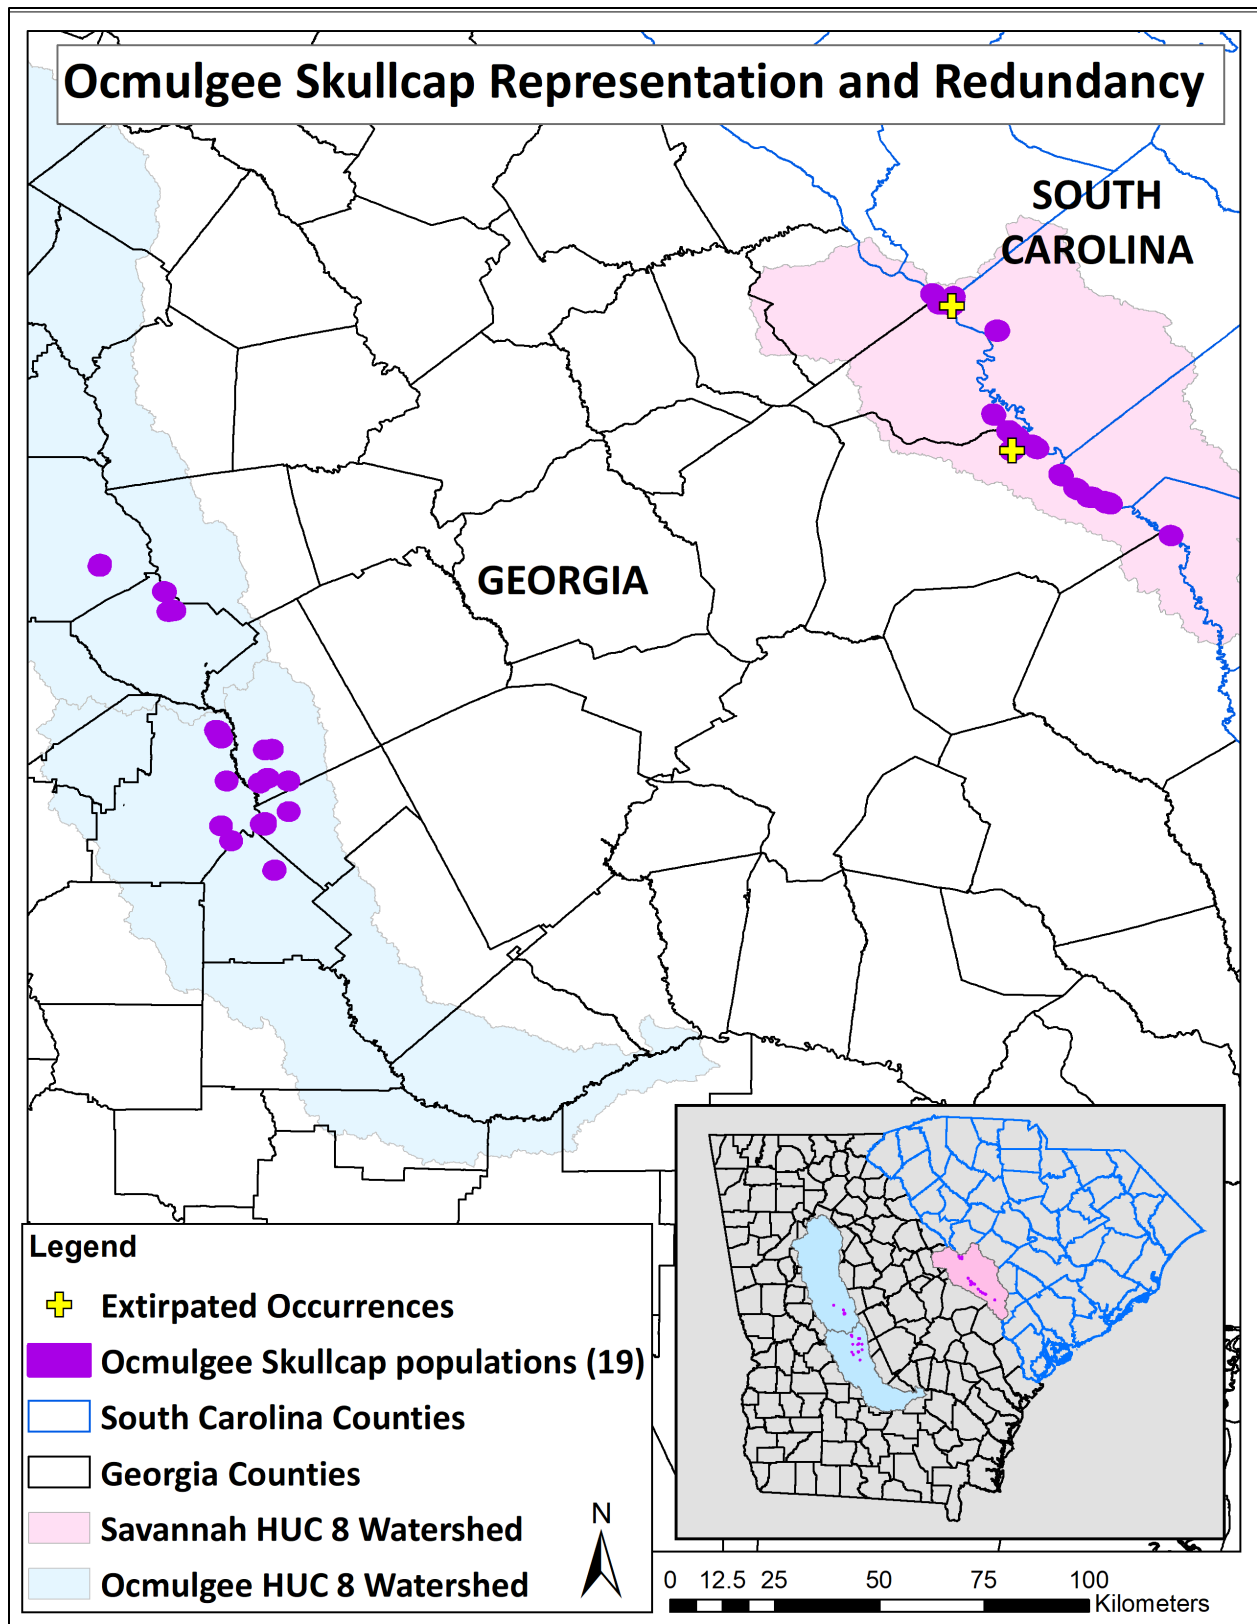 Ocmulgee Skullcap Representation and Redundancy
SOUTH
CAROLINA
GEORGIA
Legend
Extirpated Occurrences
Ocmulgee Skullcap populations (19)
South Carolina Counties
Georgia Counties
Savannah HUC 8 Watershed
Ocmulgee HUC 8 Watershed
N
0 12.5 25 50 75 100
Kilometers